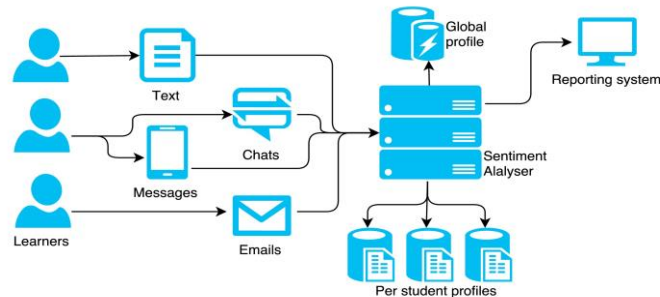 Global
profile
Reporting system
Text
Chats
Sentiment
Alalyser
Messages
Learners
Emails
Per student profiles